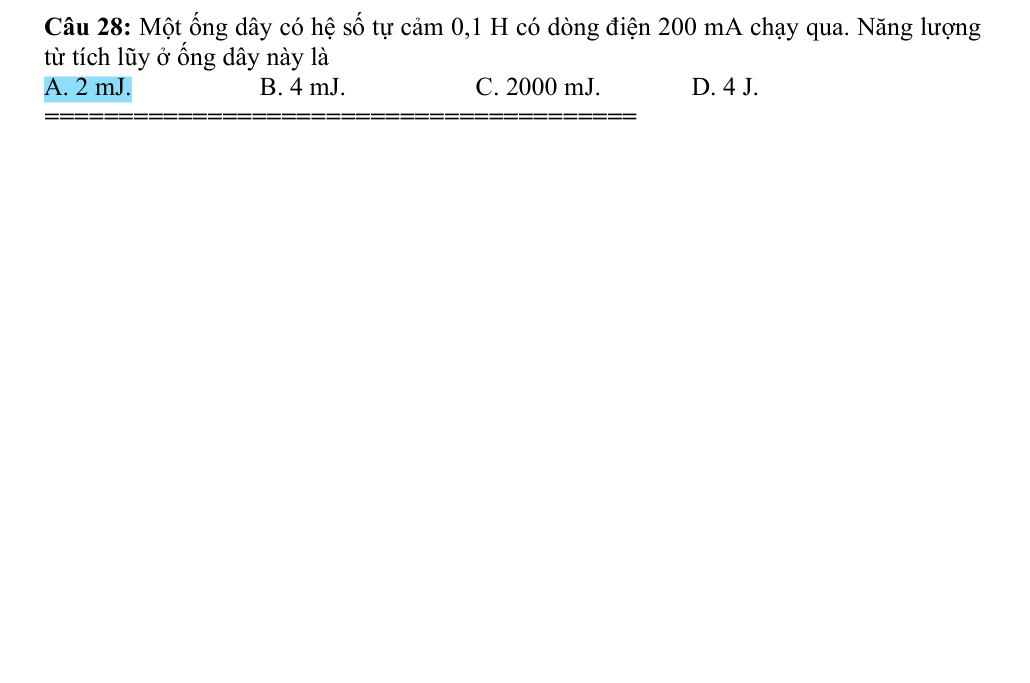 Câu 28: Một ống dây có hệ số tự cảm 0,1 H có dòng điện 200 mA chạy qua. Năng lượng
từ tích lũy ở ống dây này là
A. 2 mJ. B. 4 mJ. C. 2000 mJ. D. 4 J.
========================================